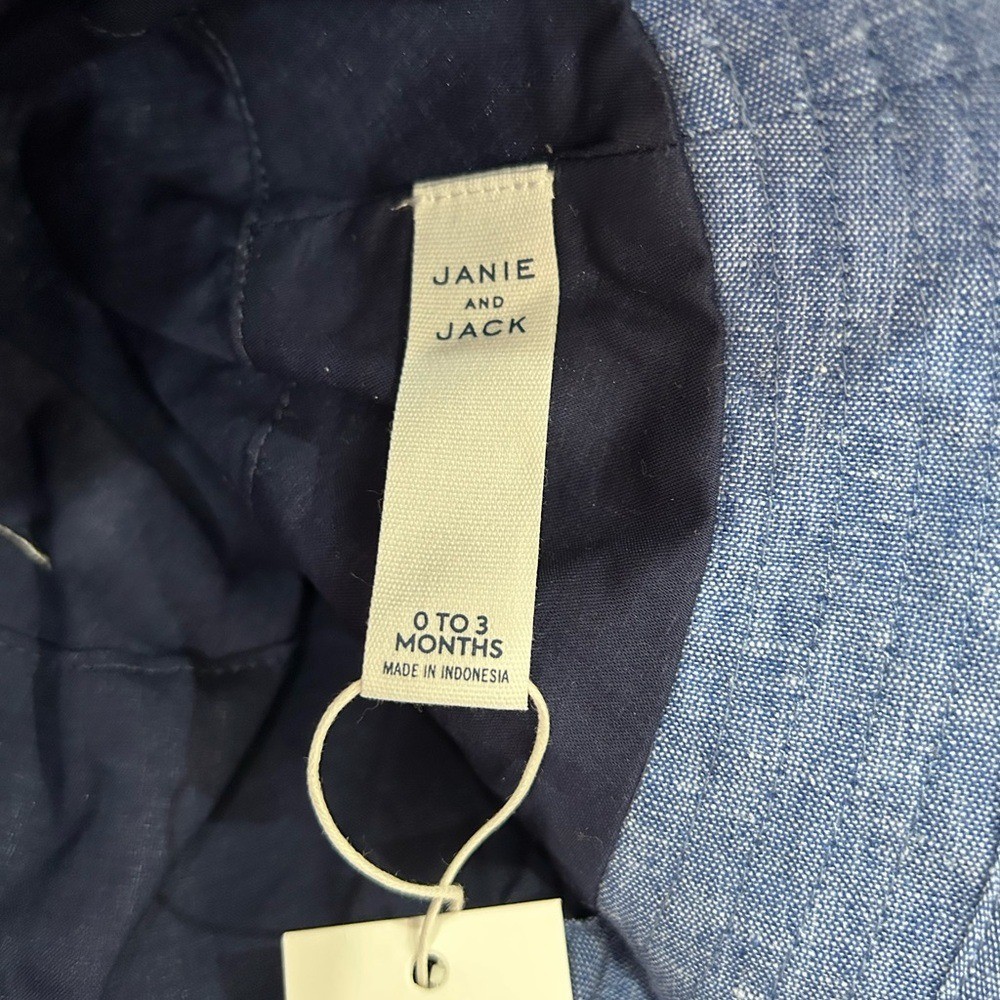 JANIE
AND
JACK
0 TO 3
MONTHS
MADE IN INDONESIA